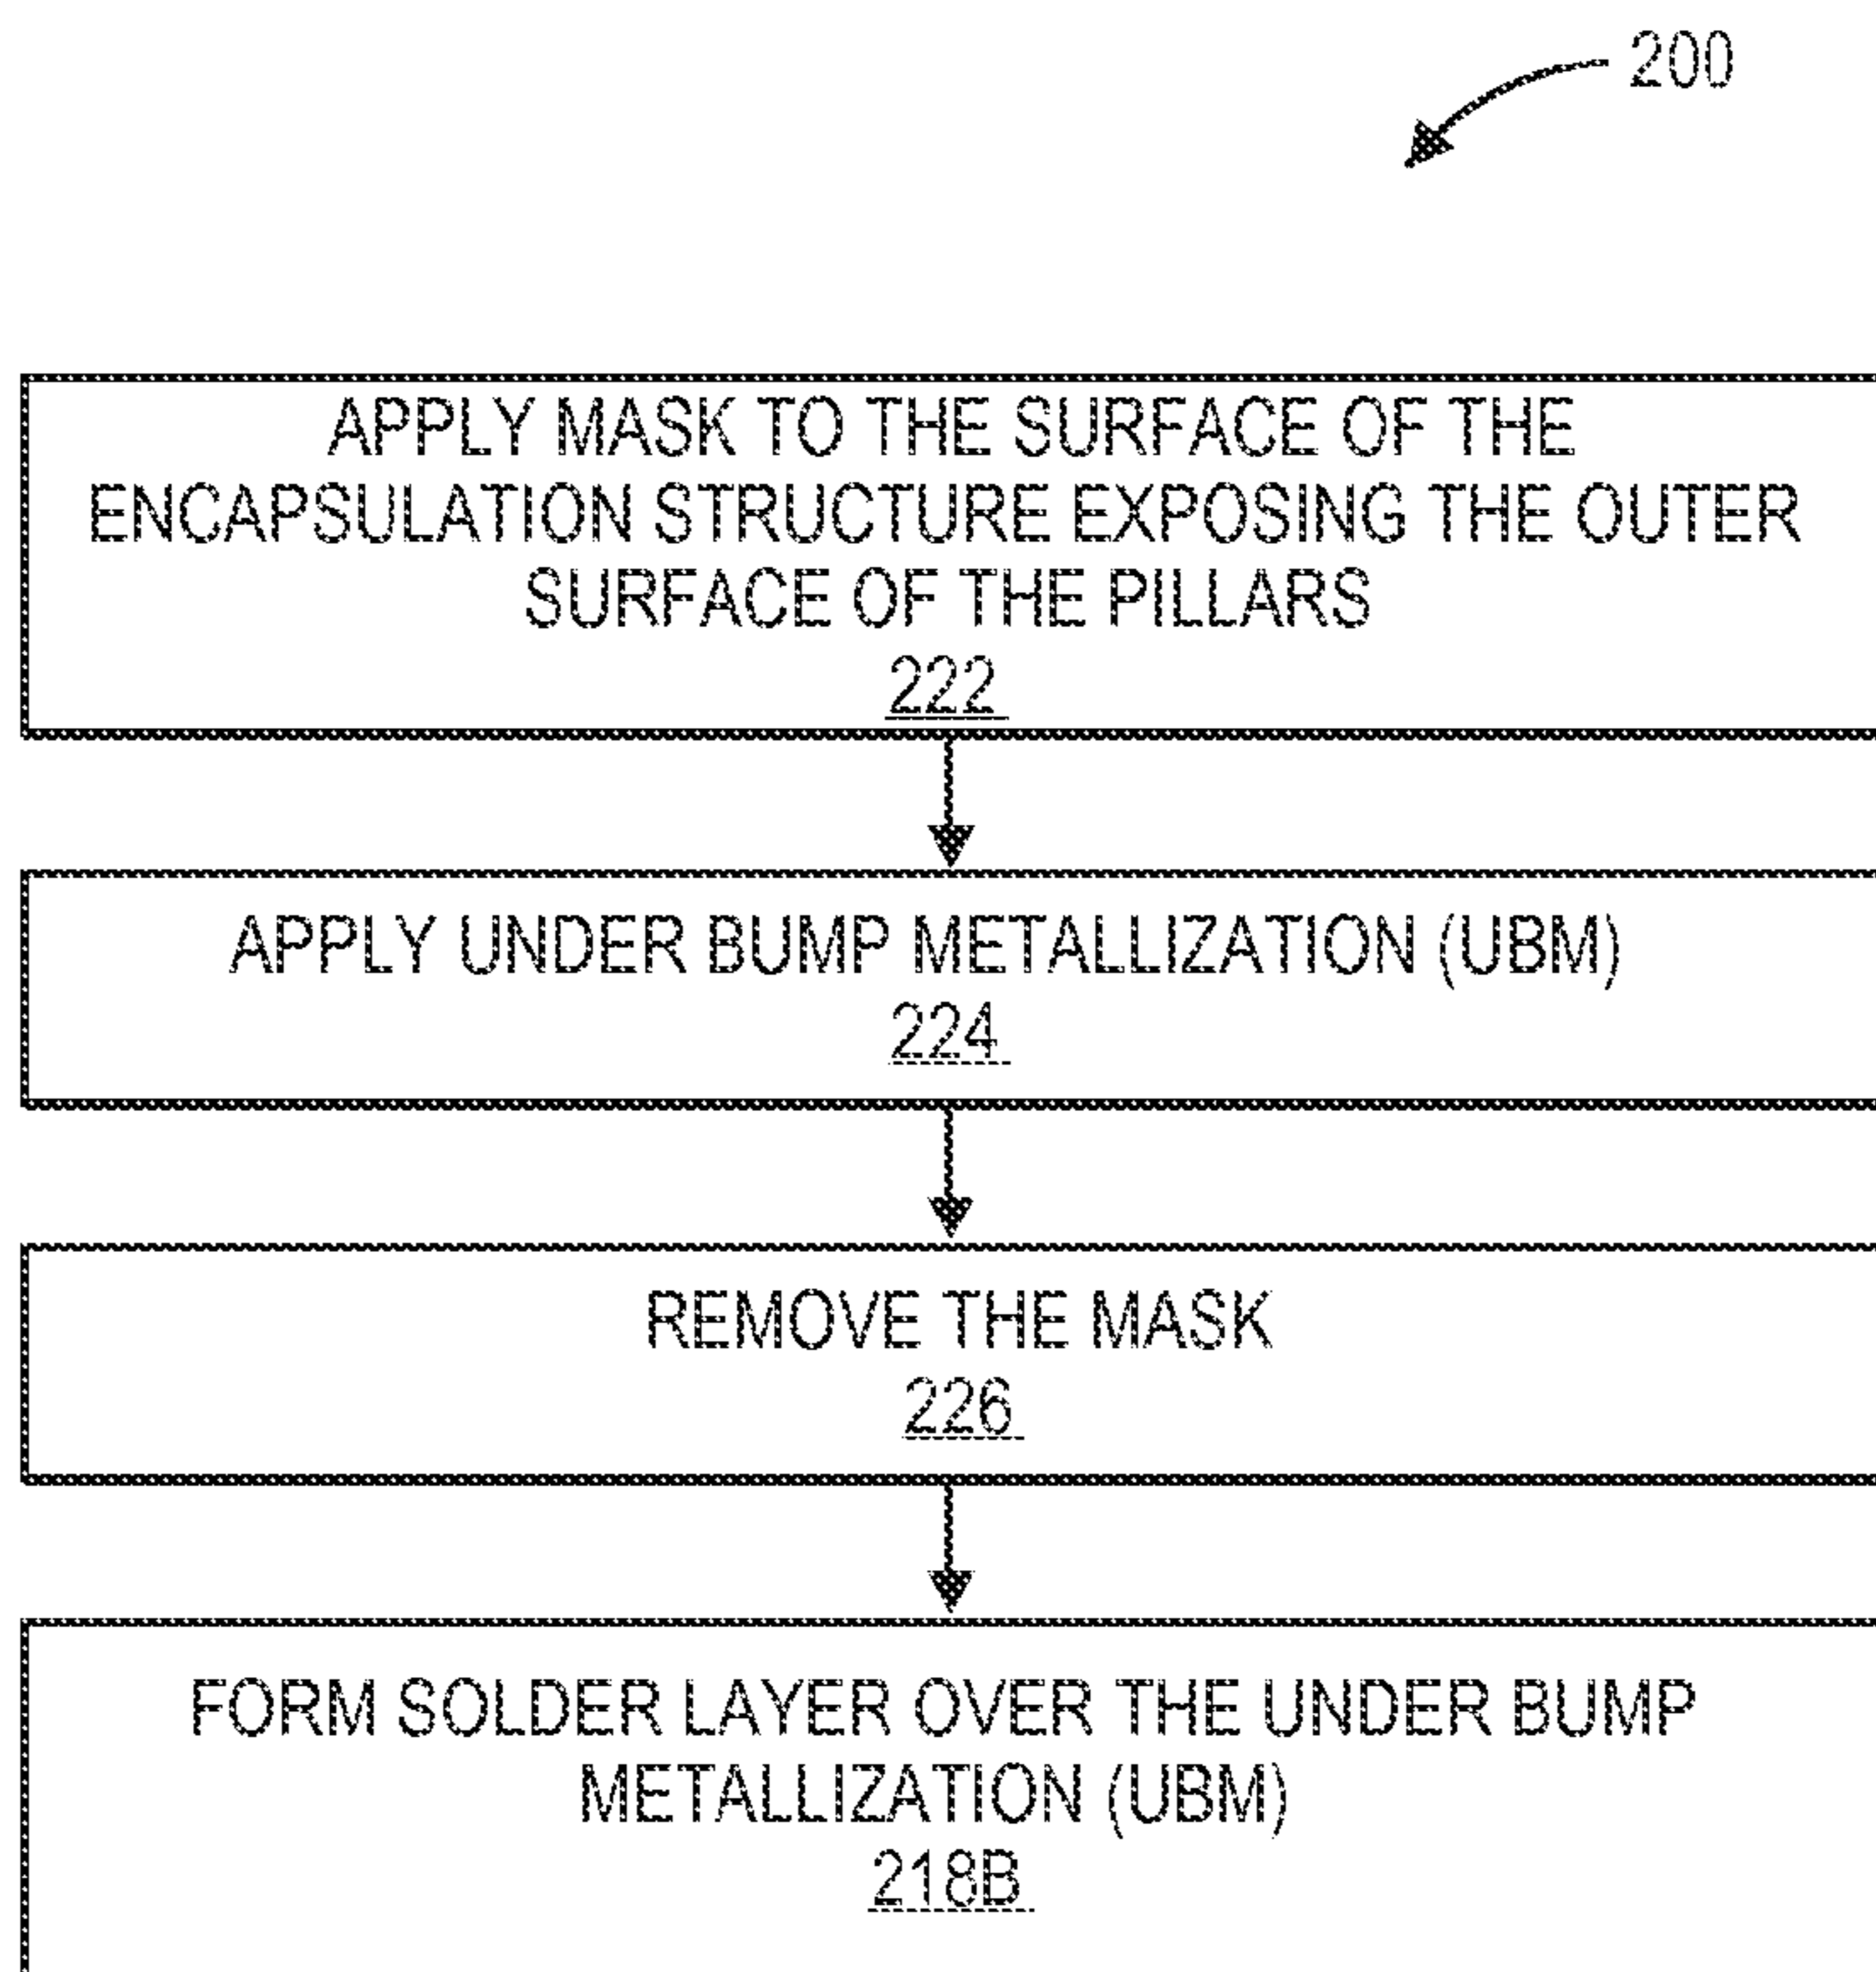 200
APPLY MASK TO THE SURFACE OF THE
ENCAPSULATION STRUCTURE EXPOSING THE OUTER
SURFACE OF THE PILLARS
222
APPLY UNDER BUMP METALLIZATION (UBM)
224
REMOVE THE MASK
226
FORM SOLDER LAYER OVER THE UNDER BUMP
METALLIZATION (UBM)
218B